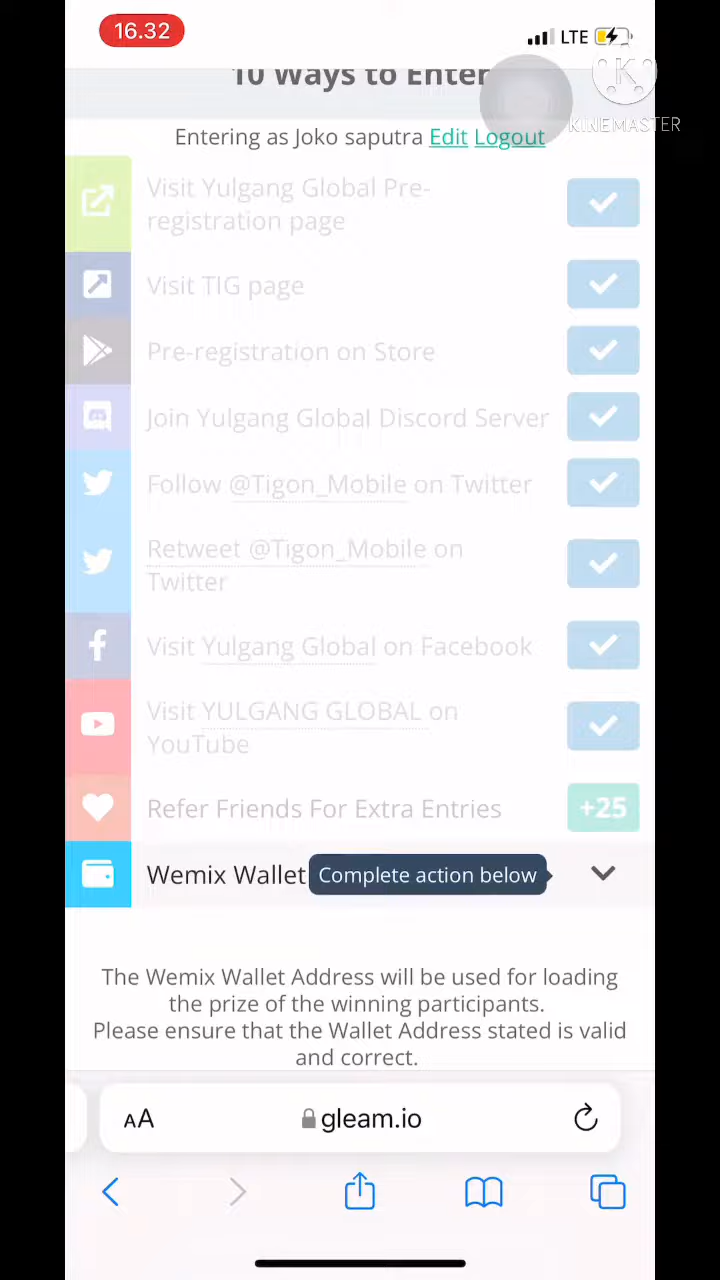 16.32
LTE
KINEMASTER
10 Ways to Enter
Entering as Joko saputra Edit Logout
Visit Yulgang Global Pre-
registration page
Visit TIG page
Pre-registration on Store
Join Yulgang Global Discord Server
Follow @Tigon_Mobile on Twitter
Retweet @Tigon_Mobile on
Twitter
Visit Yulgang Global on Facebook
Visit YULGANG GLOBAL on
YouTube
Refer Friends For Extra Entries +25
Wemix Wallet Complete action below
The Wemix Wallet Address will be used for loading
the prize of the winning participants.
Please ensure that the Wallet Address stated is valid
and correct.
AA gleam.io